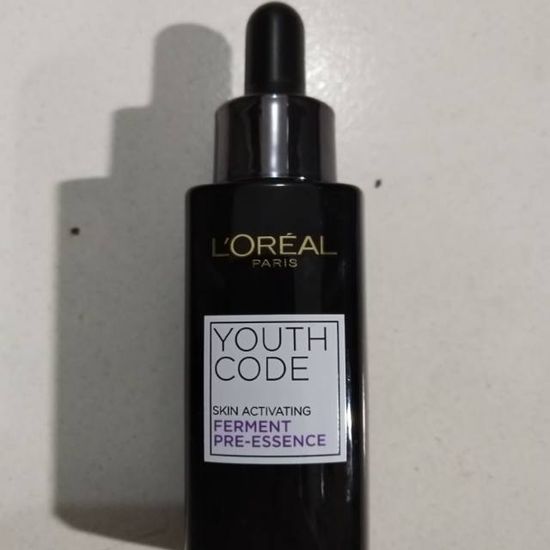 L'ORÉAL
PARIS
YOUTH
CODE
SKIN ACTIVATING
FERMENT
PRE-ESSENCE